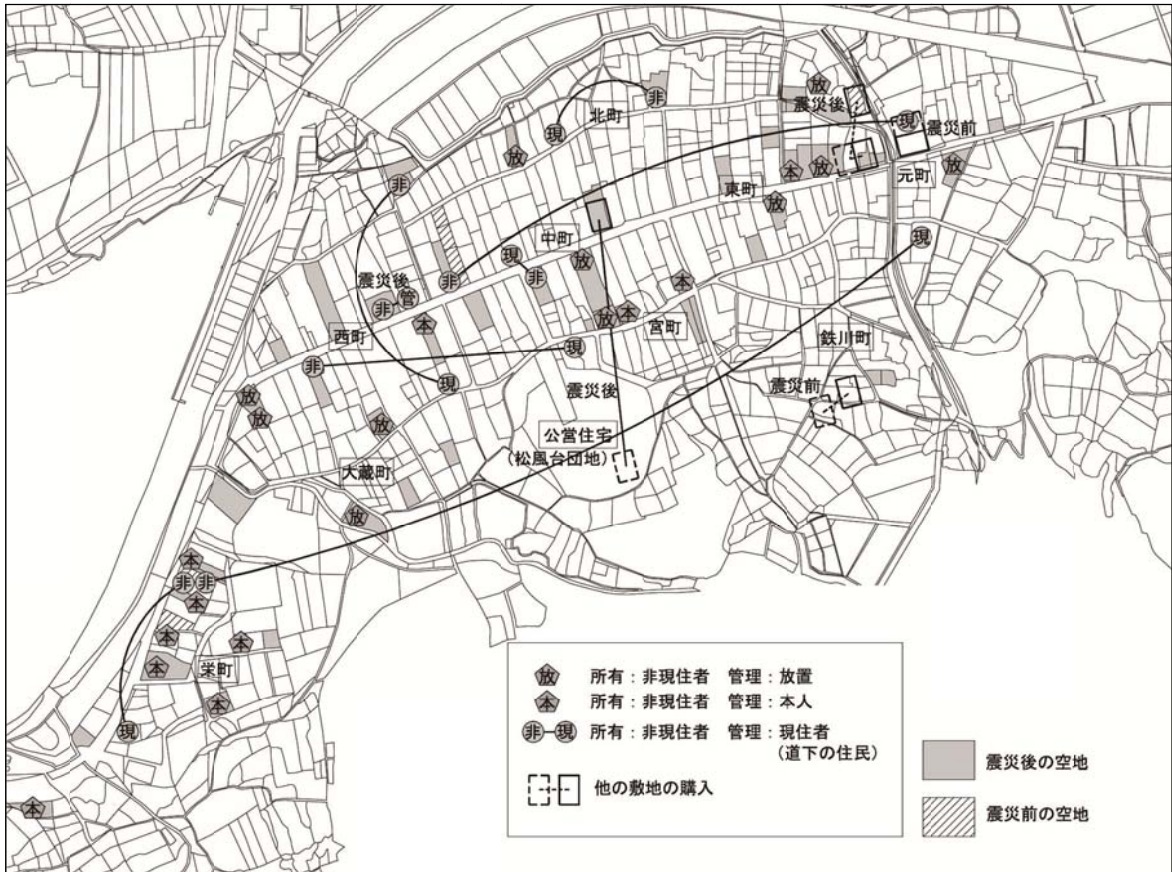 放
震災後
現
震災前
非
北町
現
放
本
放
元町
放
非
東町
放
現
中町
現
非
放
本
震災後
非
管
非
本
放
本
宮町
鉄川町
西町
非
現
現
震災後
震災前
放
放
放
公営住宅
(松風台団地)
大蔵町
放
本
非
非
本
本
本
本
栄町
本
現
本
放 所有：非現住者 管理：放置
本 所有：非現住者 管理：本人
非 現 所有：非現住者 管理：現住者
(道下の住民)
他の敷地の購入
震災後の空地
震災前の空地